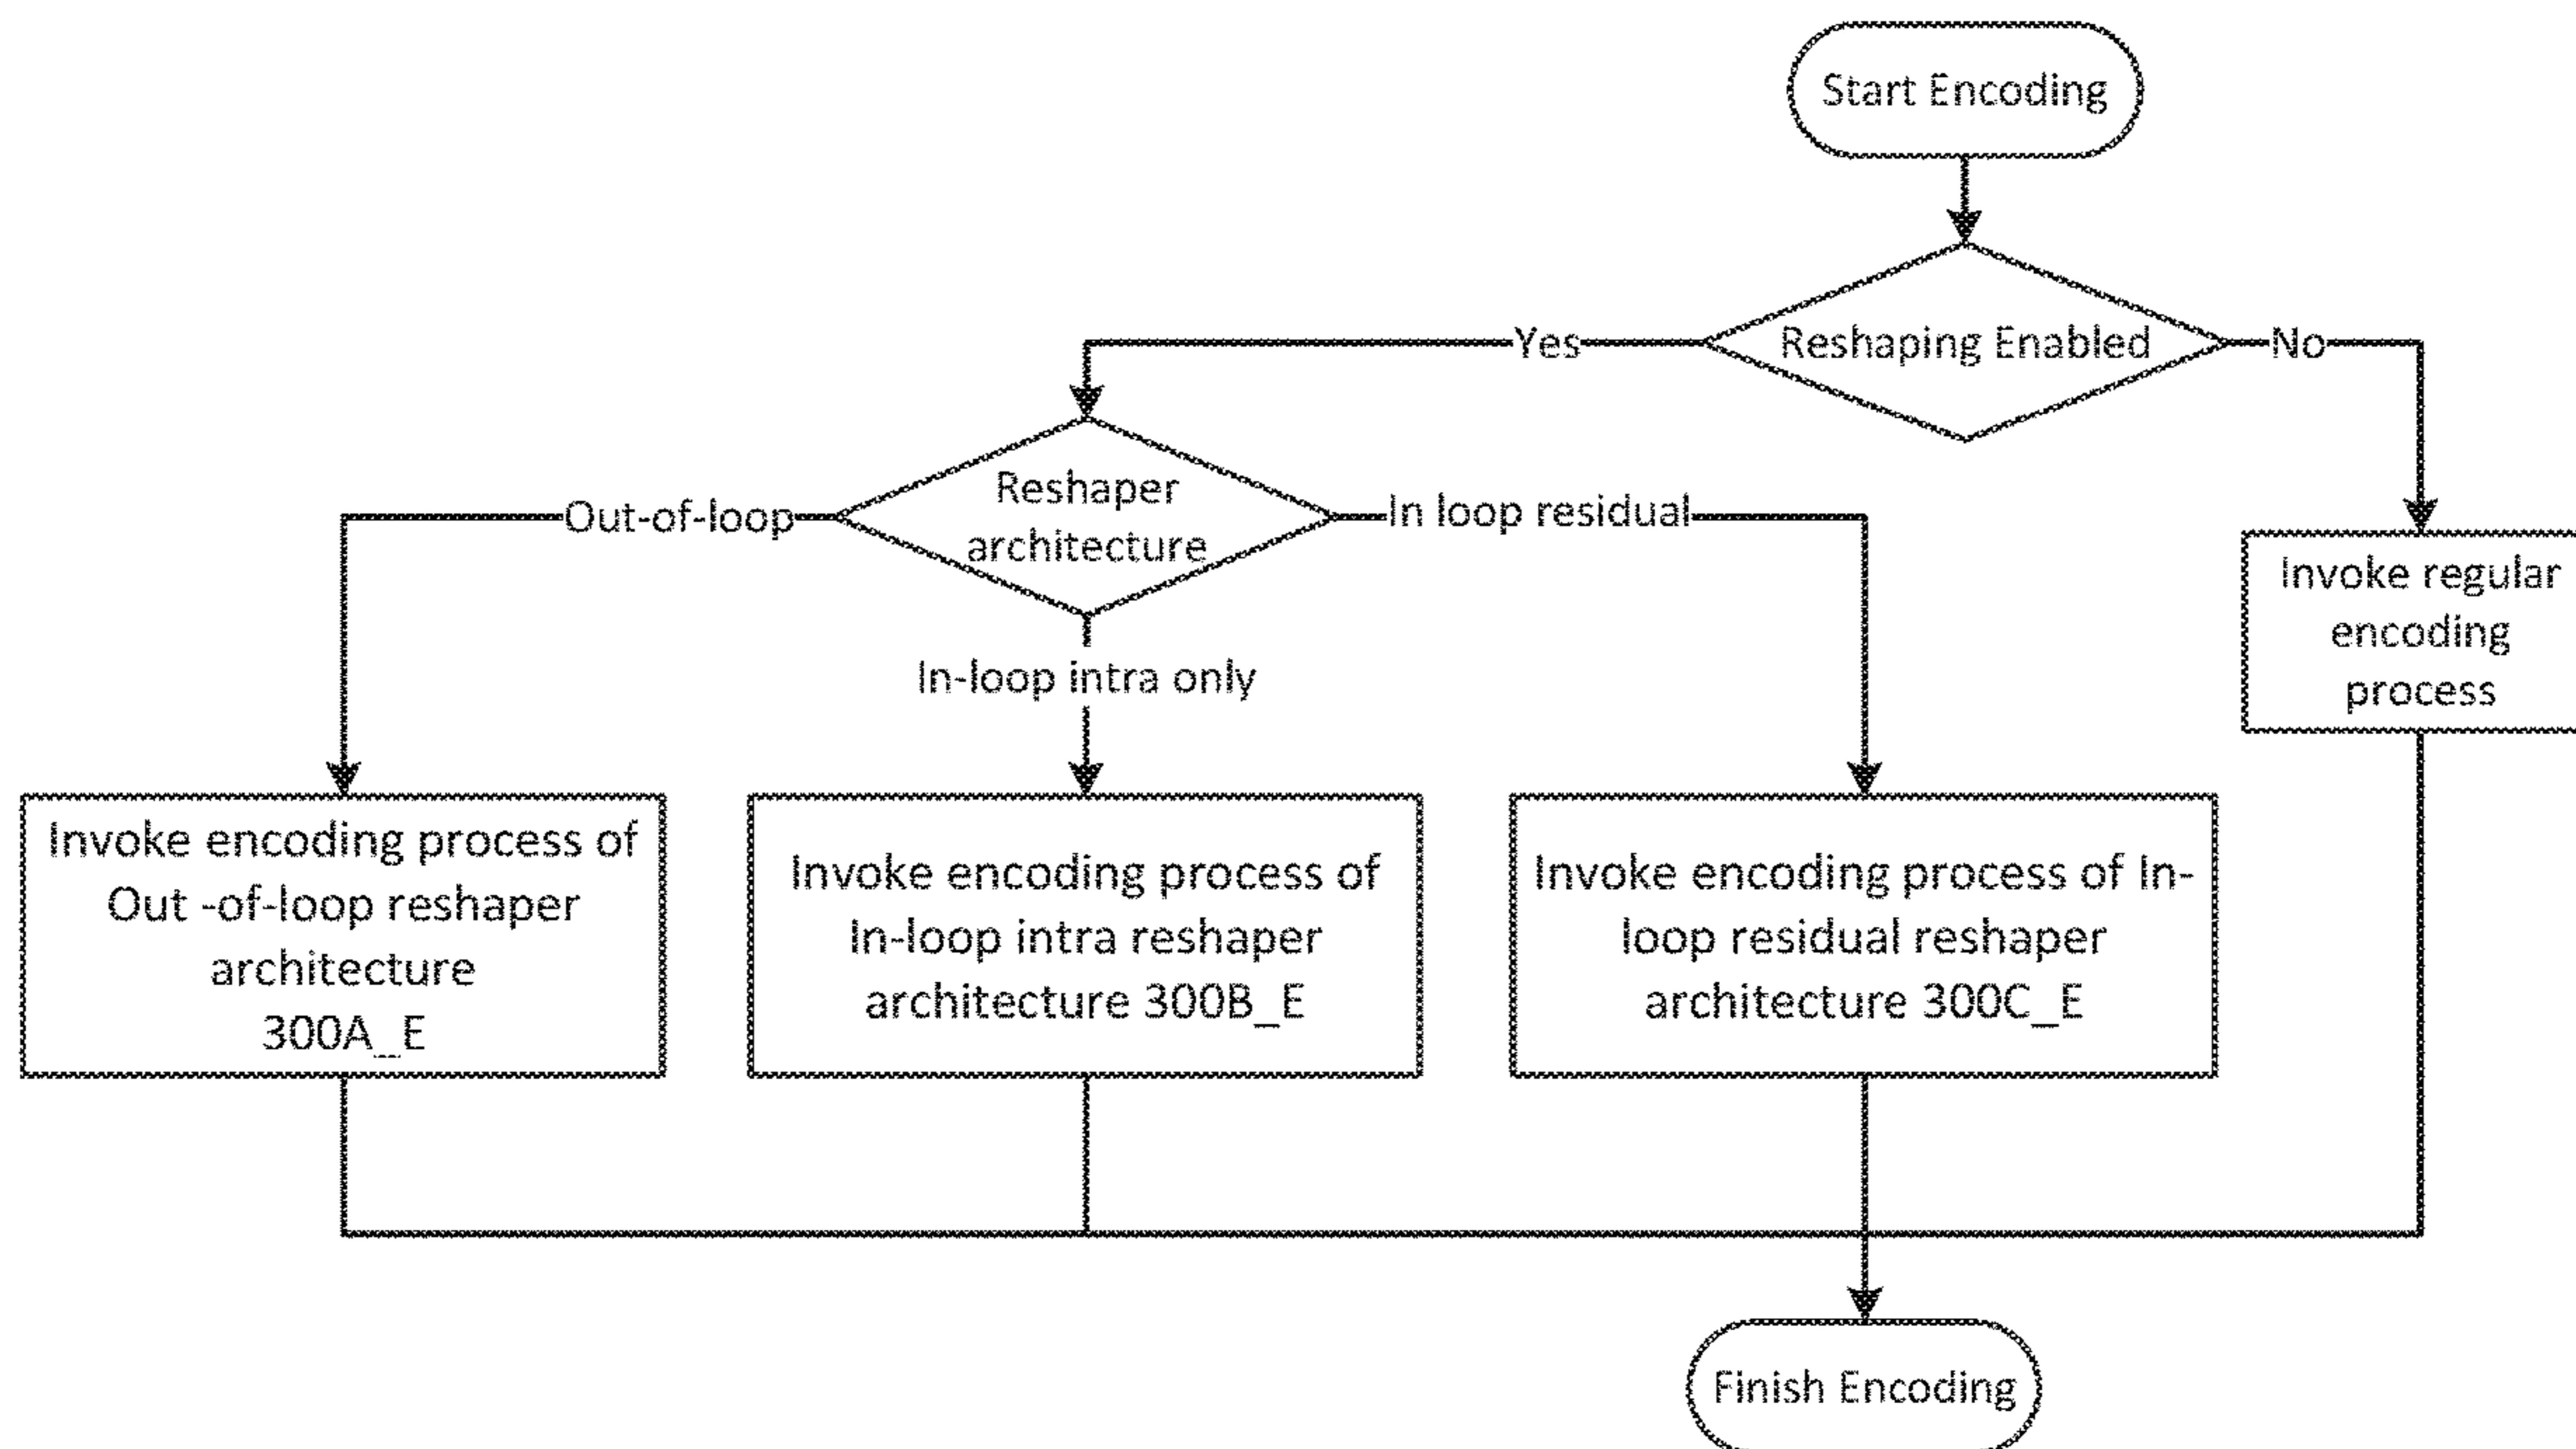 Start Encoding
Reshaping Enabled
Yes
No
Reshaper
architecture
Out-of-loop
In loop residual
In-loop intra only
Invoke regular
encoding
process
Invoke encoding process of
Out -of-loop reshaper
architecture
300A_E
Invoke encoding process of
In-loop intra reshaper
architecture 300B_E
Invoke encoding process of In-
loop residual reshaper
architecture 300C_E
Finish Encoding